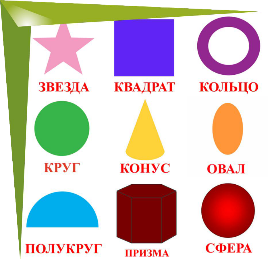 ЗВЕЗДА КВАДРАТ КОЛЬЦО
КРУГ КОНУС ОВАЛ
ПОЛУКРУГ ПРИЗМА СФЕРА